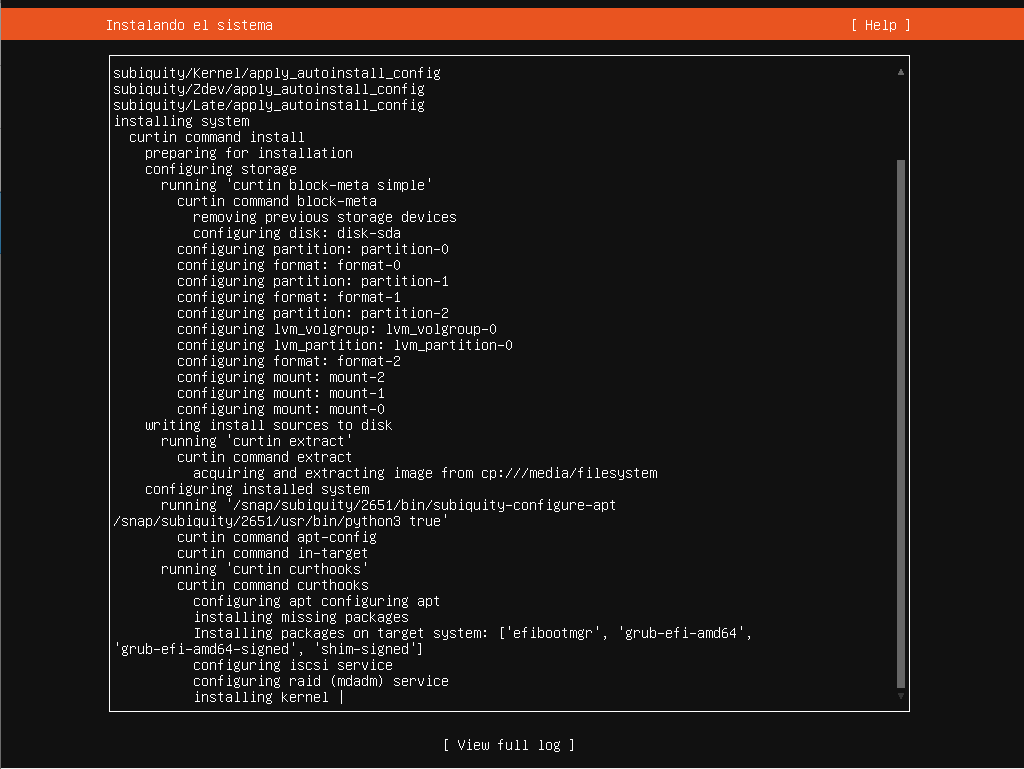 Instalando el sistema [ Help ]
subiquity/Kernel/apply_autoinstall_config
subiquity/Zdev/apply_autoinstall_config
subiquity/Late/apply_autoinstall_config
installing system
curtin command install
preparing for installation
configuring storage
running 'curtin block-meta simple'
curtin command block-meta
removing previous storage devices
configuring disk: disk-sda
configuring partition: partition-0
configuring format: format-0
configuring partition: partition-1
configuring format: format-1
configuring partition: partition-2
configuring lvm_volgroup: lvm_volgroup-0
configuring lvm_partition: lvm_partition-0
configuring format: format-2
configuring mount: mount-2
configuring mount: mount-1
configuring mount: mount-0
writing install sources to disk
running 'curtin extract'
curtin command extract
acquiring and extracting image from cp:///media/filesystem
configuring installed system
running '/snap/subiquity/2651/bin/subiquity-configure-apt
/snap/subiquity/2651/usr/bin/python3 true'
curtin command apt-config
curtin command in-target
running 'curtin curthooks'
curtin command curthooks
configuring apt configuring apt
installing missing packages
Installing packages on target system: ['efibootmgr', 'grub-efi-amd64',
'grub-efi-amd64-signed', 'shim-signed']
configuring iscsi service
configuring raid (mdadm) service
installing kernel |
[ View full log ]